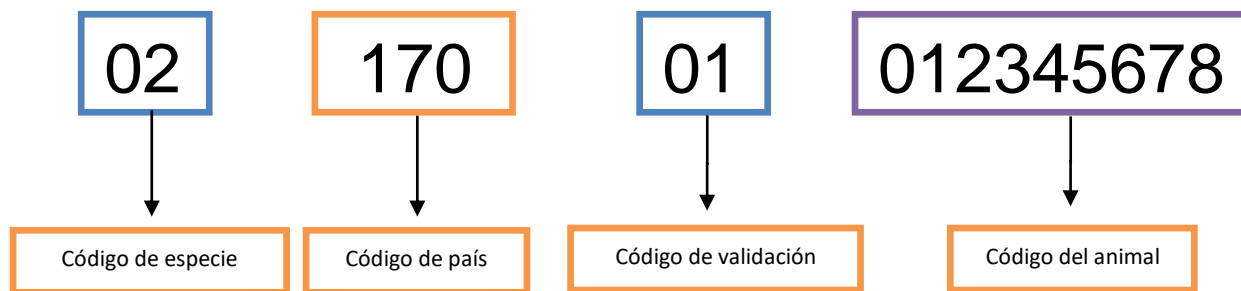 02 170 01 012345678
Código de especie Código de país Código de validación Código del animal